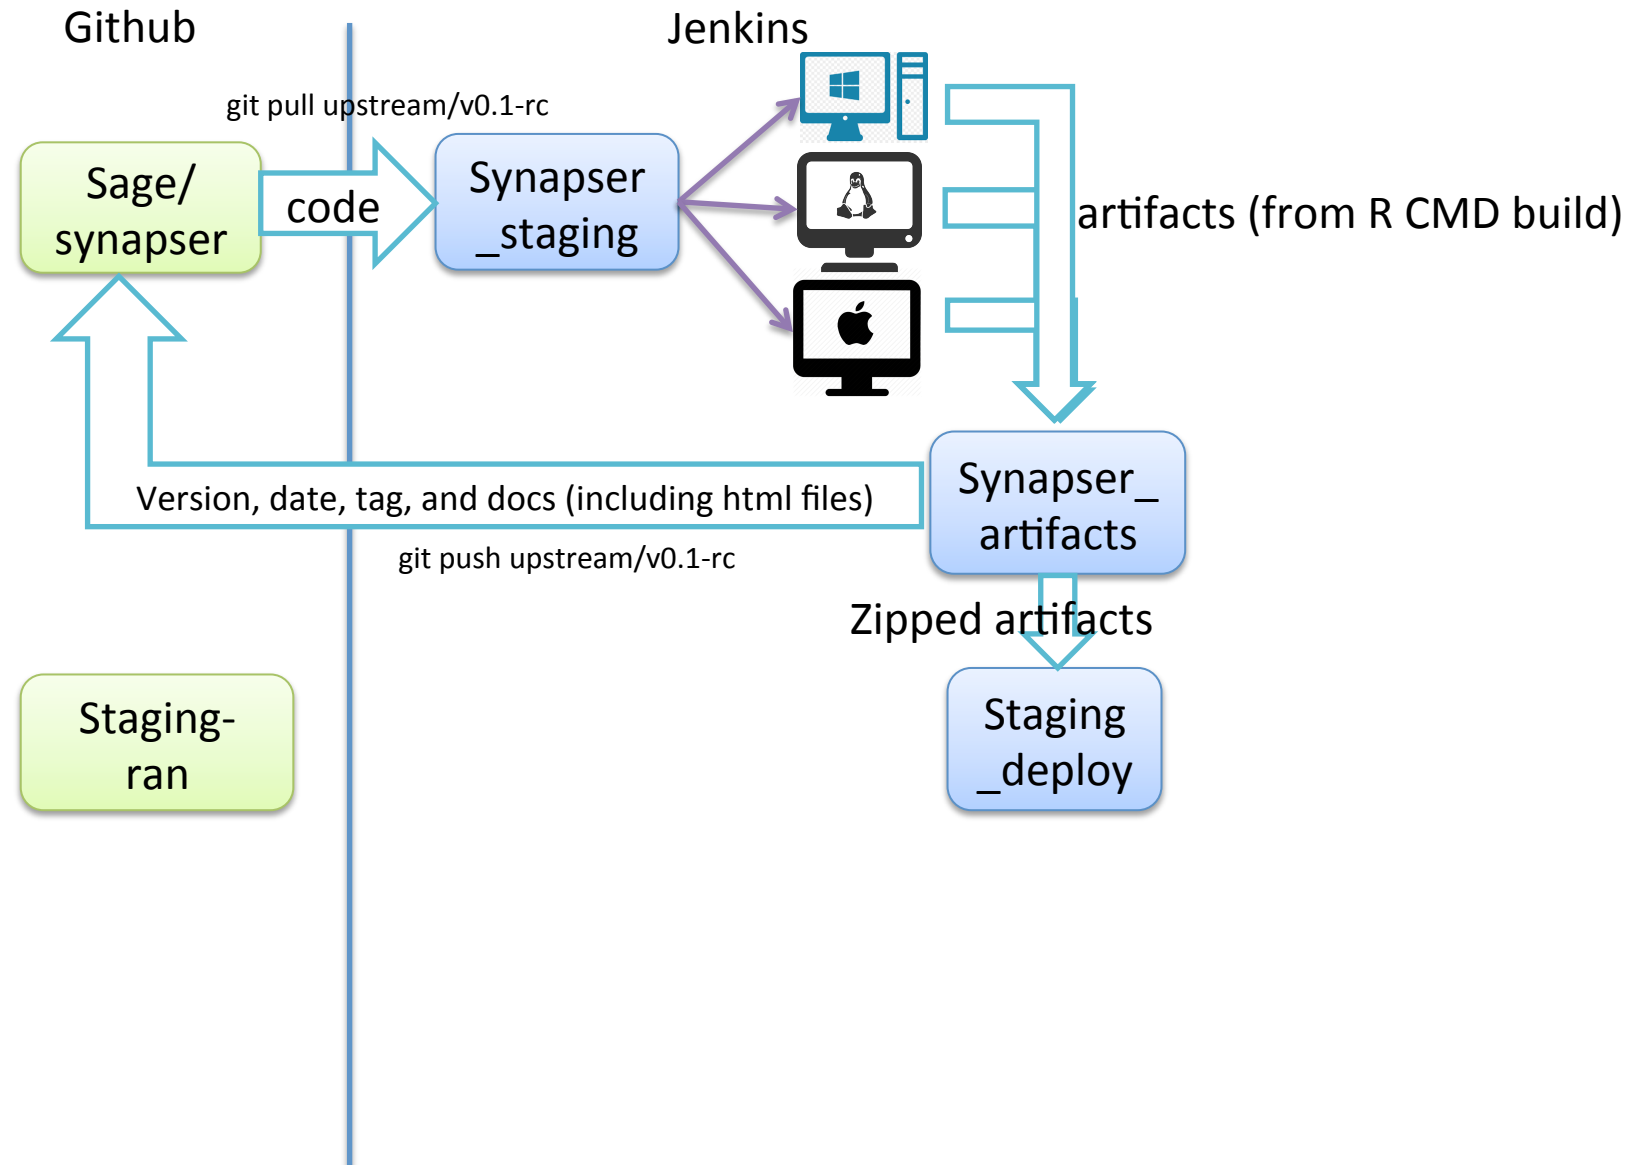 Github
Jenkins
git pull upstream/v0.1-rc
Sage/
synapser
code
Synapser
_staging
artifacts (from R CMD build)
Synapser_
artifacts
Version, date, tag, and docs (including html files)
git push upstream/v0.1-rc
Zipped artifacts
Staging-
ran
Staging
_deploy